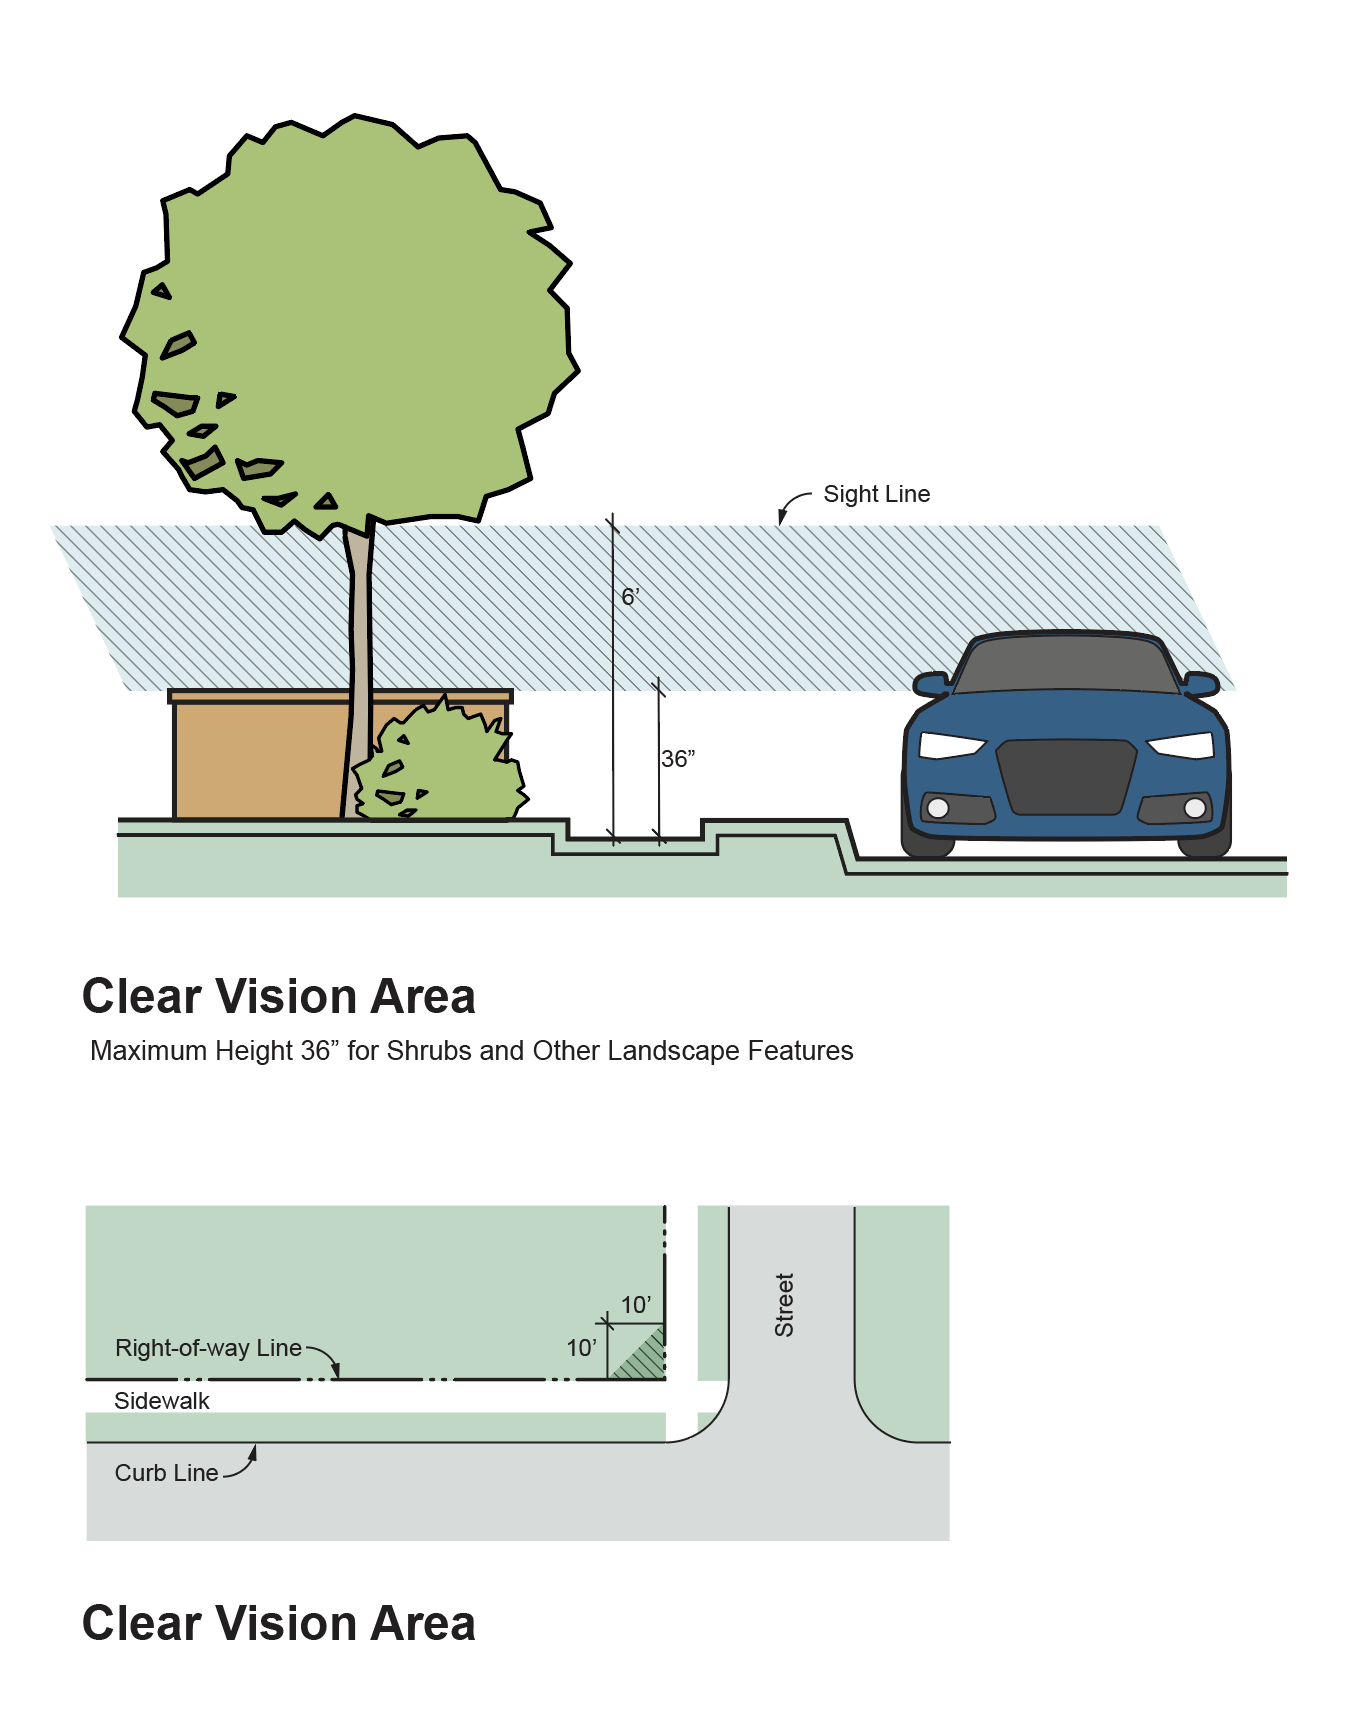 Sight Line
6’
36”
Clear Vision Area
Maximum Height 36” for Shrubs and Other Landscape Features
Street
10’
10’
Right-of-way Line
Sidewalk
Curb Line
Clear Vision Area